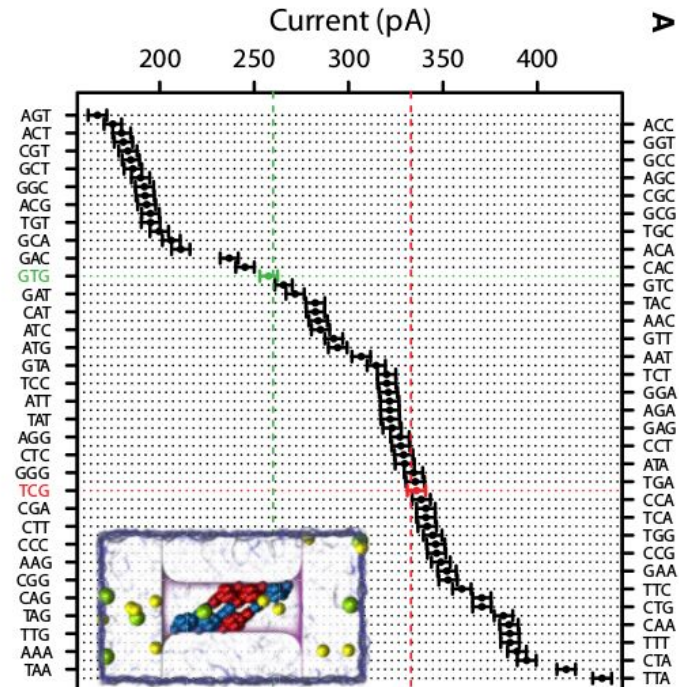 Current (pA)
A
200 250 300 350 400
AGT
ACC
ACT
GGT
CGT
GCC
GCT
AGC
GGC
CGC
ACG
GCG
TGT
TGC
GCA
ACA
GAC
CAC
GTG
GTC
GAT
TAC
CAT
AAC
ATC
GTT
ATG
AAT
GTA
TCT
TCC
GGA
ATT
AGA
TAT
GAG
AGG
CCT
CTC
ATA
GGG
TGA
TCG
CCA
CGA
TCA
CTT
TGG
CCC
CCG
AAG
GAA
CGG
TTC
CAG
CTG
TAG
CAA
TTG
TTT
AAA
CTA
TAA
TTA